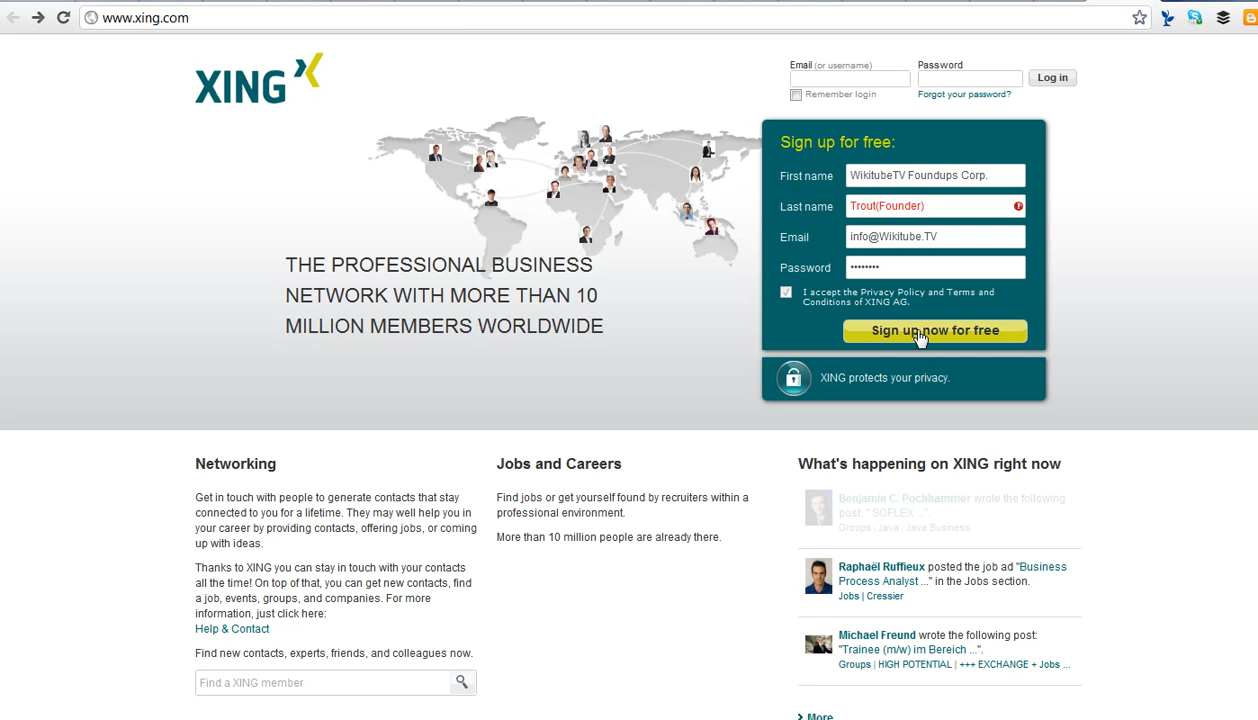 www.xing.com
XING
Email (or username)
Password
Log in
Remember login
Forgot your password?
Sign up for free:
First name
WikitubeTV Foundups Corp.
Last name
Trout(Founder)
Email
info@Wikitube.TV
Password
••••••••
I accept the Privacy Policy and Terms and
Conditions of XING AG.
Sign up now for free
XING protects your privacy.
THE PROFESSIONAL BUSINESS
NETWORK WITH MORE THAN 10
MILLION MEMBERS WORLDWIDE
Networking
Get in touch with people to generate contacts that stay
connected to you for a lifetime. They may well help you in
your career by providing contacts, offering jobs, or coming
up with ideas.
Thanks to XING you can stay in touch with your contacts
all the time! On top of that, you can get new contacts, find
a job, events, groups, and companies. For more
information, just click here:
Help & Contact
Find new contacts, experts, friends, and colleagues now.
Find a XING member
Jobs and Careers
Find jobs or get yourself found by recruiters within a
professional environment.
More than 10 million people are already there.
What's happening on XING right now
Benjamin C. Pochhammer wrote the following
post: " SOFLEX ...".
Groups | Java | Java Business
Raphaël Ruffieux posted the job ad "Business
Process Analyst ..." in the Jobs section.
Jobs | Cressier
Michael Freund wrote the following post:
"Trainee (m/w) im Bereich ...".
Groups | HIGH POTENTIAL | +++ EXCHANGE + Jobs ...
More